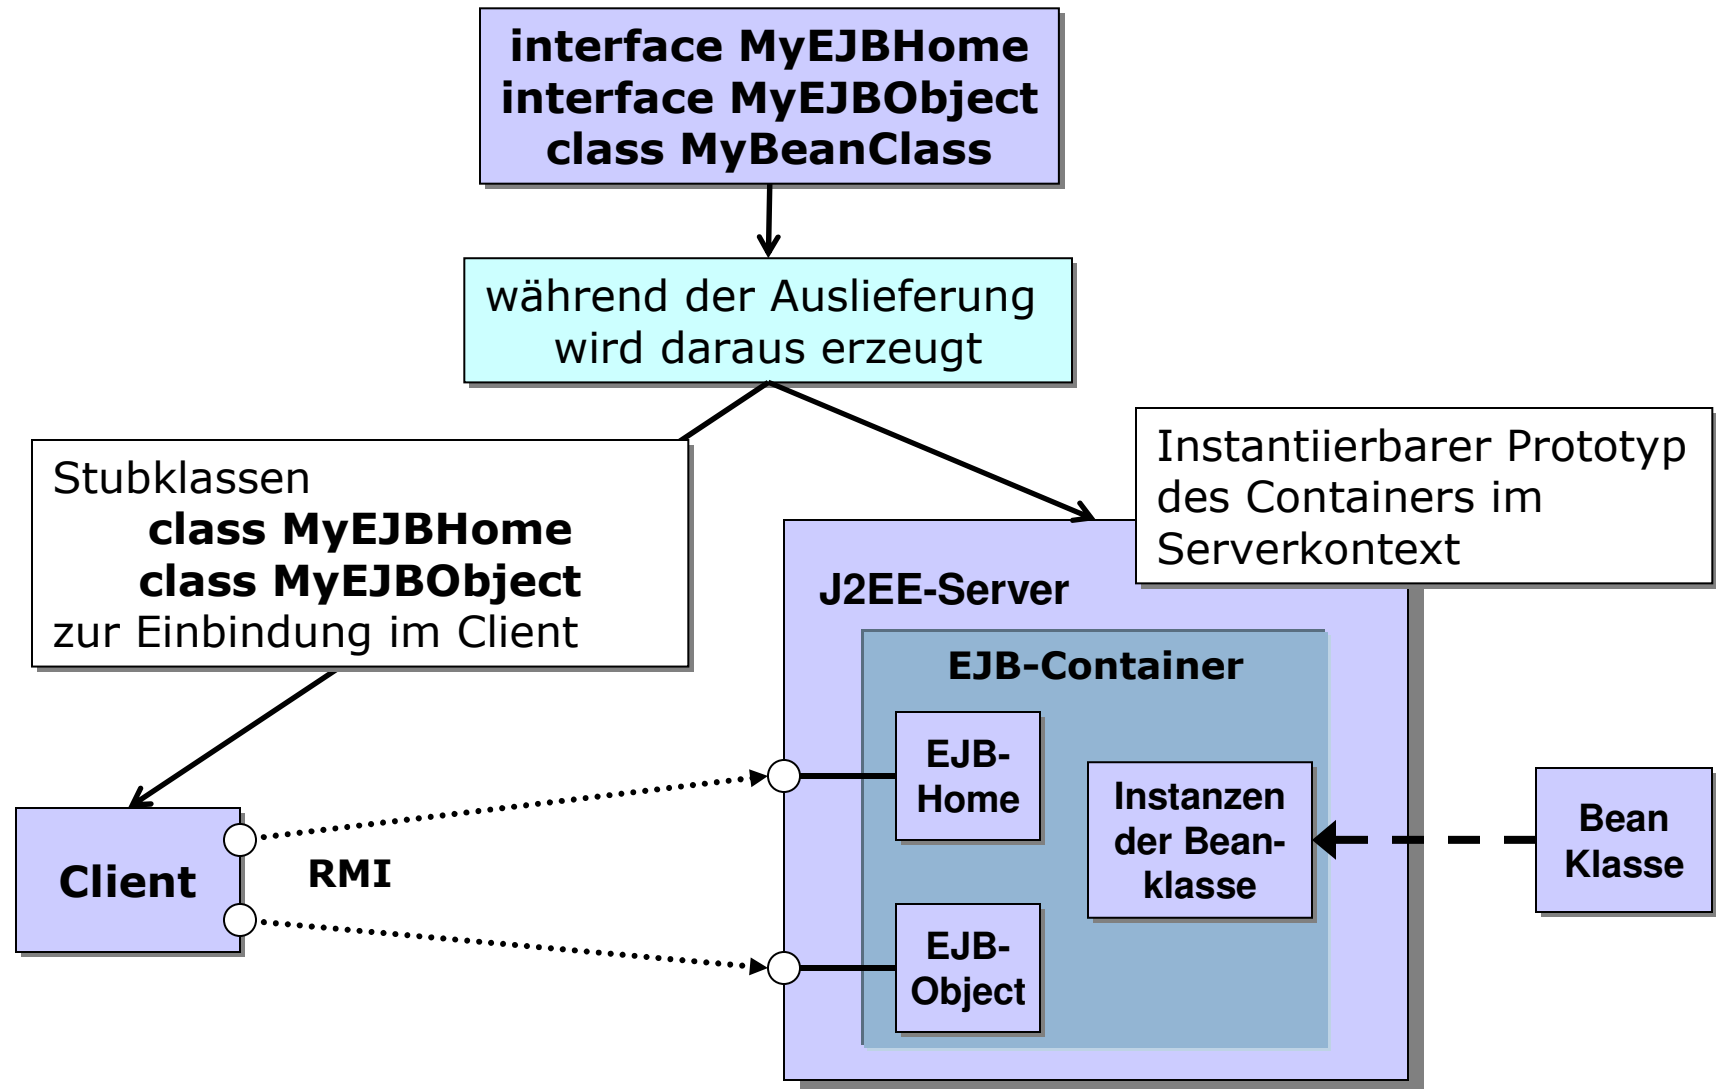 interface MyEJBHome
interface MyEJBObject
class MyBeanClass
während der Auslieferung
wird daraus erzeugt
Stubklassen
class MyEJBHome
class MyEJBObject
zur Einbindung im Client
Instantiierbarer Prototyp
des Containers im
Serverkontext
J2EE-Server
EJB-Container
EJB-
Home
Instanzen
der Bean-
klasse
Bean
Klasse
Client
RMI
EJB-
Object